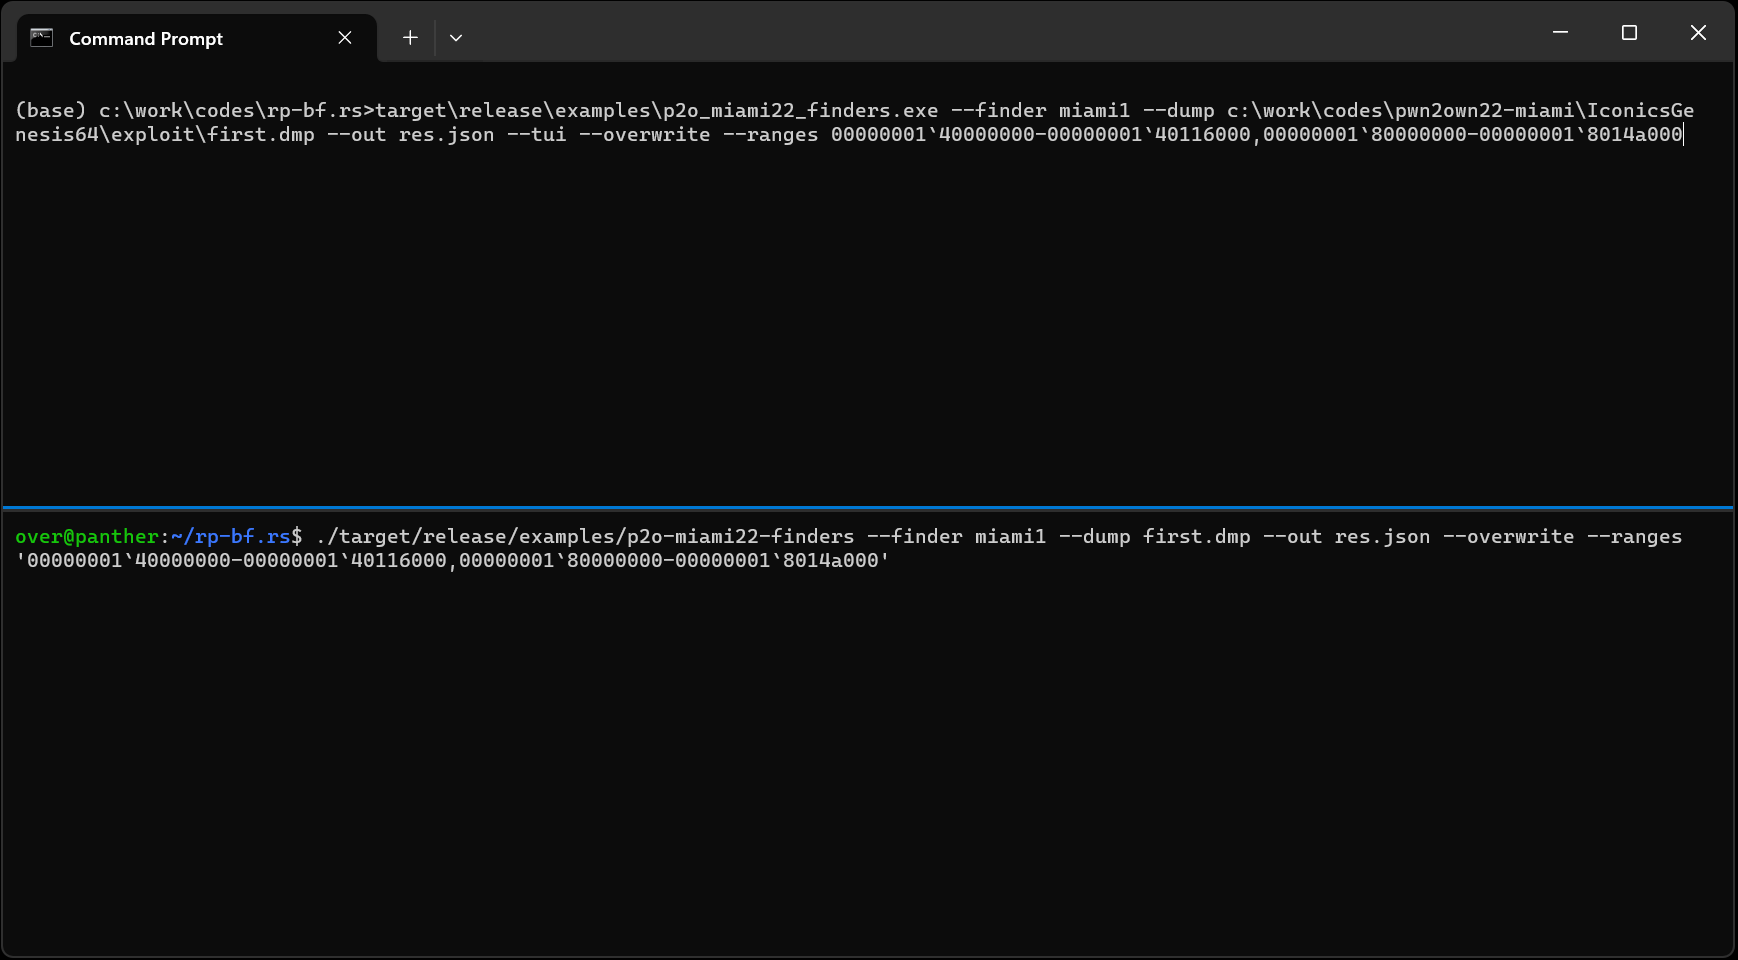 Command Prompt
(base) c:\work\codes\rp-bf.rs>target\release\examples\p2o_miami22_finders.exe --finder miami1 --dump c:\work\codes\pwn2own22-miami\IconicsGe
nesis64\exploit\first.dmp --out res.json --tui --overwrite --ranges 00000001`40000000-00000001`40116000,00000001`80000000-00000001`8014a000
over@panther:~/rp-bf.rs$ ./target/release/examples/p2o-miami22-finders --finder miami1 --dump first.dmp --out res.json --overwrite --ranges
'00000001`40000000-00000001`40116000,00000001`80000000-00000001`8014a000'